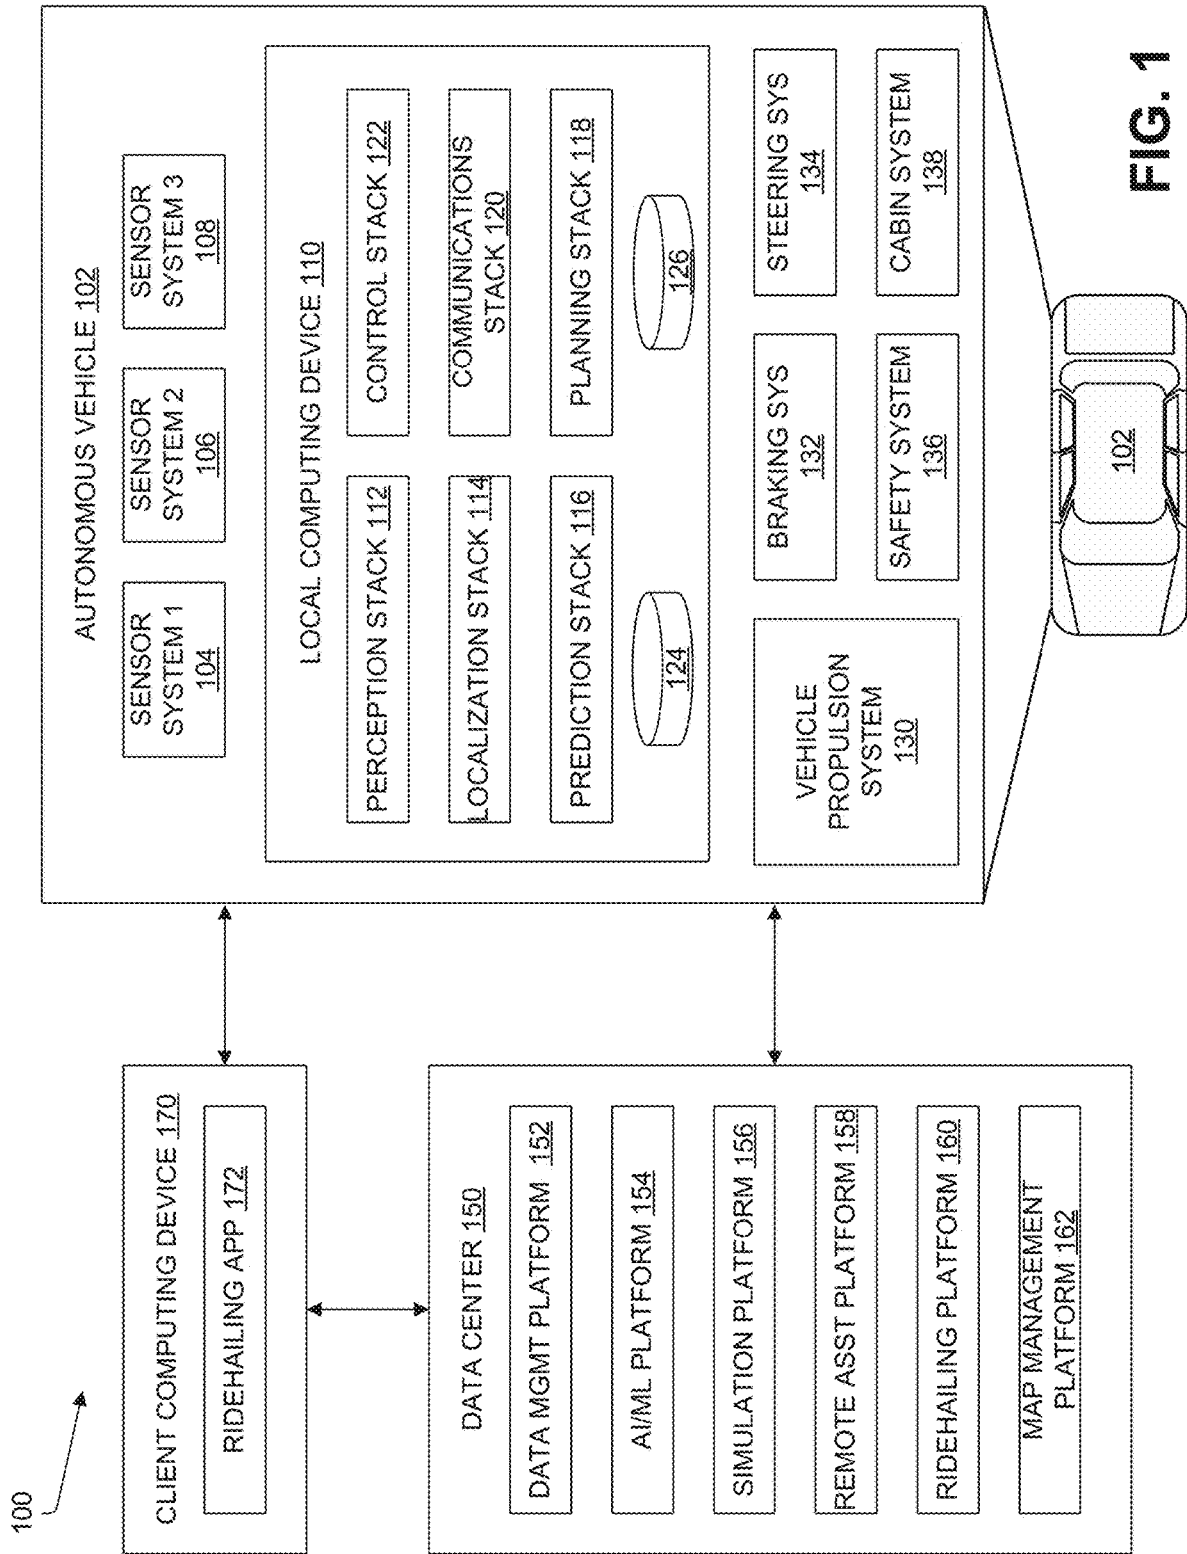 100
CLIENT COMPUTING DEVICE 170
RIDEHAILING APP 172
DATA CENTER 150
DATA MGMT PLATFORM 152
AI/ML PLATFORM 154
SIMULATION PLATFORM 156
REMOTE ASST PLATFORM 158
RIDEHAILING PLATFORM 160
MAP MANAGEMENT
PLATFORM 162
AUTONOMOUS VEHICLE 102
SENSOR
SYSTEM 1
104
SENSOR
SYSTEM 2
106
SENSOR
SYSTEM 3
108
LOCAL COMPUTING DEVICE 110
PERCEPTION STACK 112
CONTROL STACK 122
LOCALIZATION STACK 114
COMMUNICATIONS
STACK 120
PREDICTION STACK 116
PLANNING STACK 118
124
126
VEHICLE
PROPULSION
SYSTEM
130
BRAKING SYS
132
STEERING SYS
134
SAFETY SYSTEM
136
CABIN SYSTEM
138
102
FIG. 1